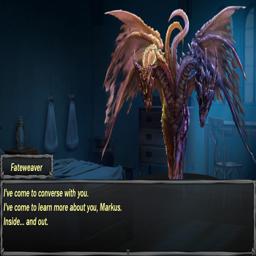 Fateweaver
I've come to converse with you.
I've come to learn more about you, Markus.
Inside... and out.